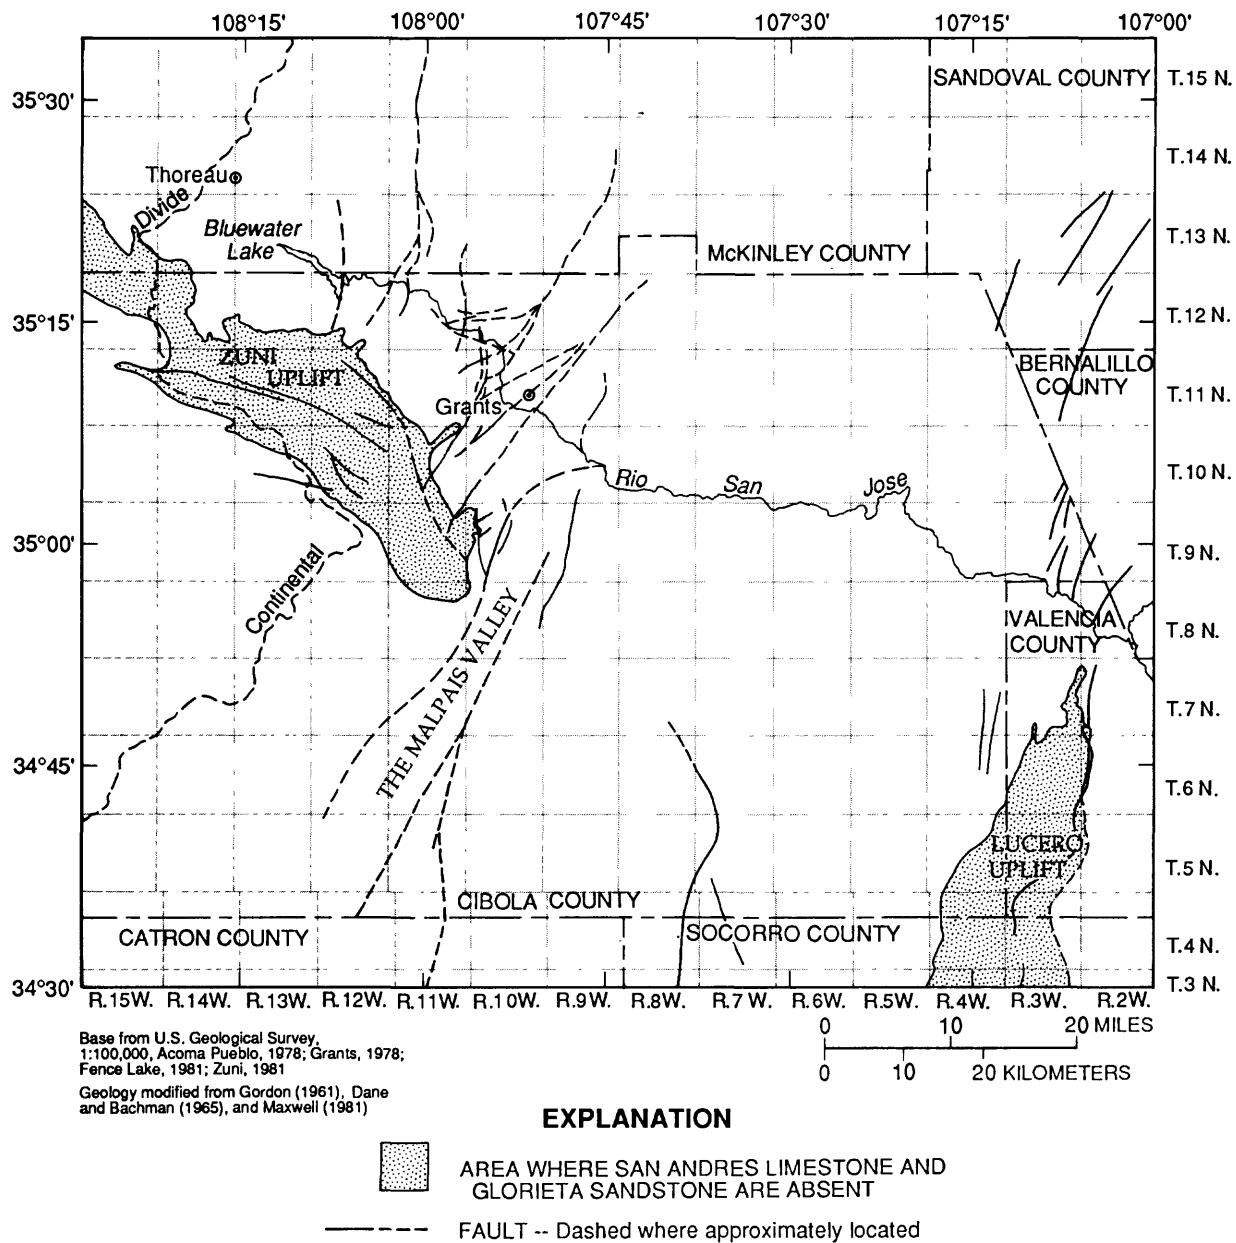 108°15' 108°00' 107°45' 107°30' 107°15' 107°00'
SANDOVAL COUNTY
T.15 N.
35°30'
T.14 N.
Thoreau
Divide
Bluewater
Lake
T.13 N.
McKINLEY COUNTY
35°15'
T.12 N.
ZUNI
UPLIFT
BERNALILLO
COUNTY
T.11 N.
Grants
T.10 N.
Rio San Jose
35°00'
T.9 N.
Continental
THE MALPAIS VALLEY
VALENCIA
COUNTY
T.8 N.
T.7 N.
34°45'
T.6 N.
LUCERO
UPLIFT
T.5 N.
CIBOLA COUNTY
CATRON COUNTY
SOCORRO COUNTY
T.4 N.
34°30'
T.3 N.
R.15W. R.14W. R.13W. R.12W. R.11W. R.10W. R.9W. R.8W. R.7W. R.6W. R.5W. R.4W. R.3W. R.2W.
0 10 20 MILES
0 10 20 KILOMETERS
Base from U.S. Geological Survey,
1:100,000, Acoma Pueblo, 1978; Grants, 1978;
Fence Lake, 1981; Zuni, 1981
Geology modified from Gordon (1961), Dane
and Bachman (1965), and Maxwell (1981)
EXPLANATION
AREA WHERE SAN ANDRES LIMESTONE AND
GLORIETA SANDSTONE ARE ABSENT
FAULT -- Dashed where approximately located